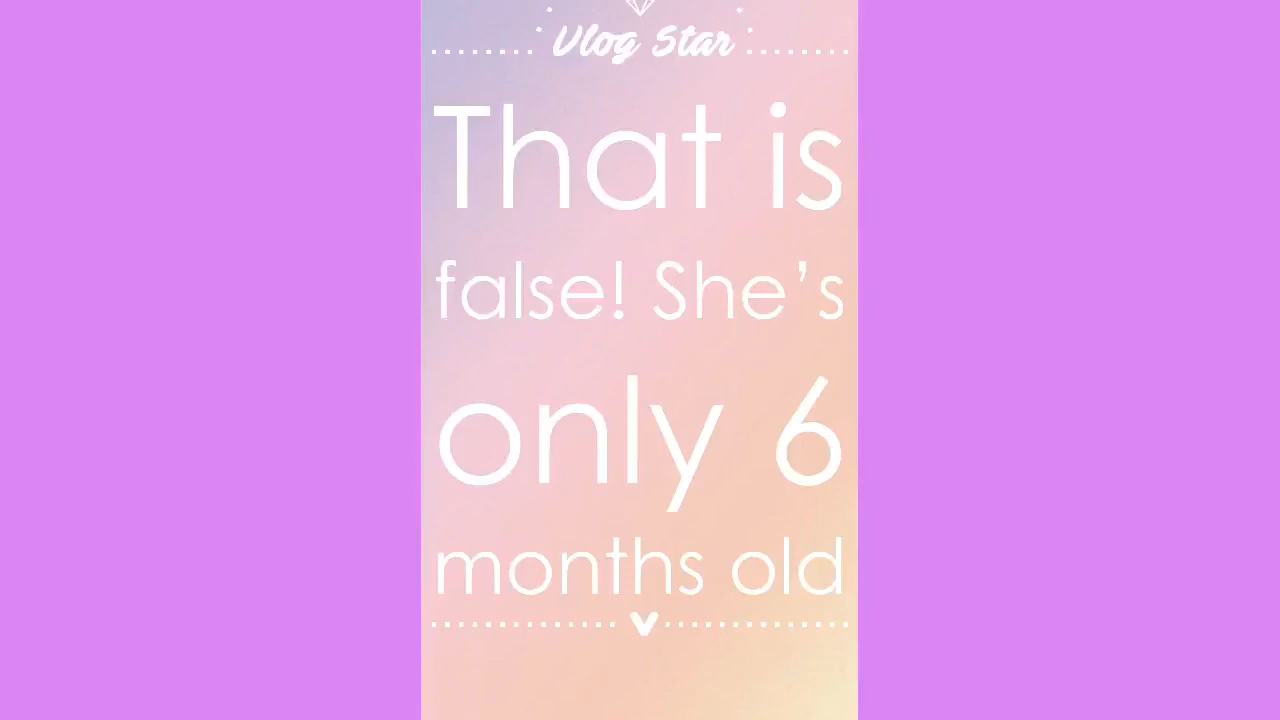 Vlog Star
That is
false! She’s
only 6
months old